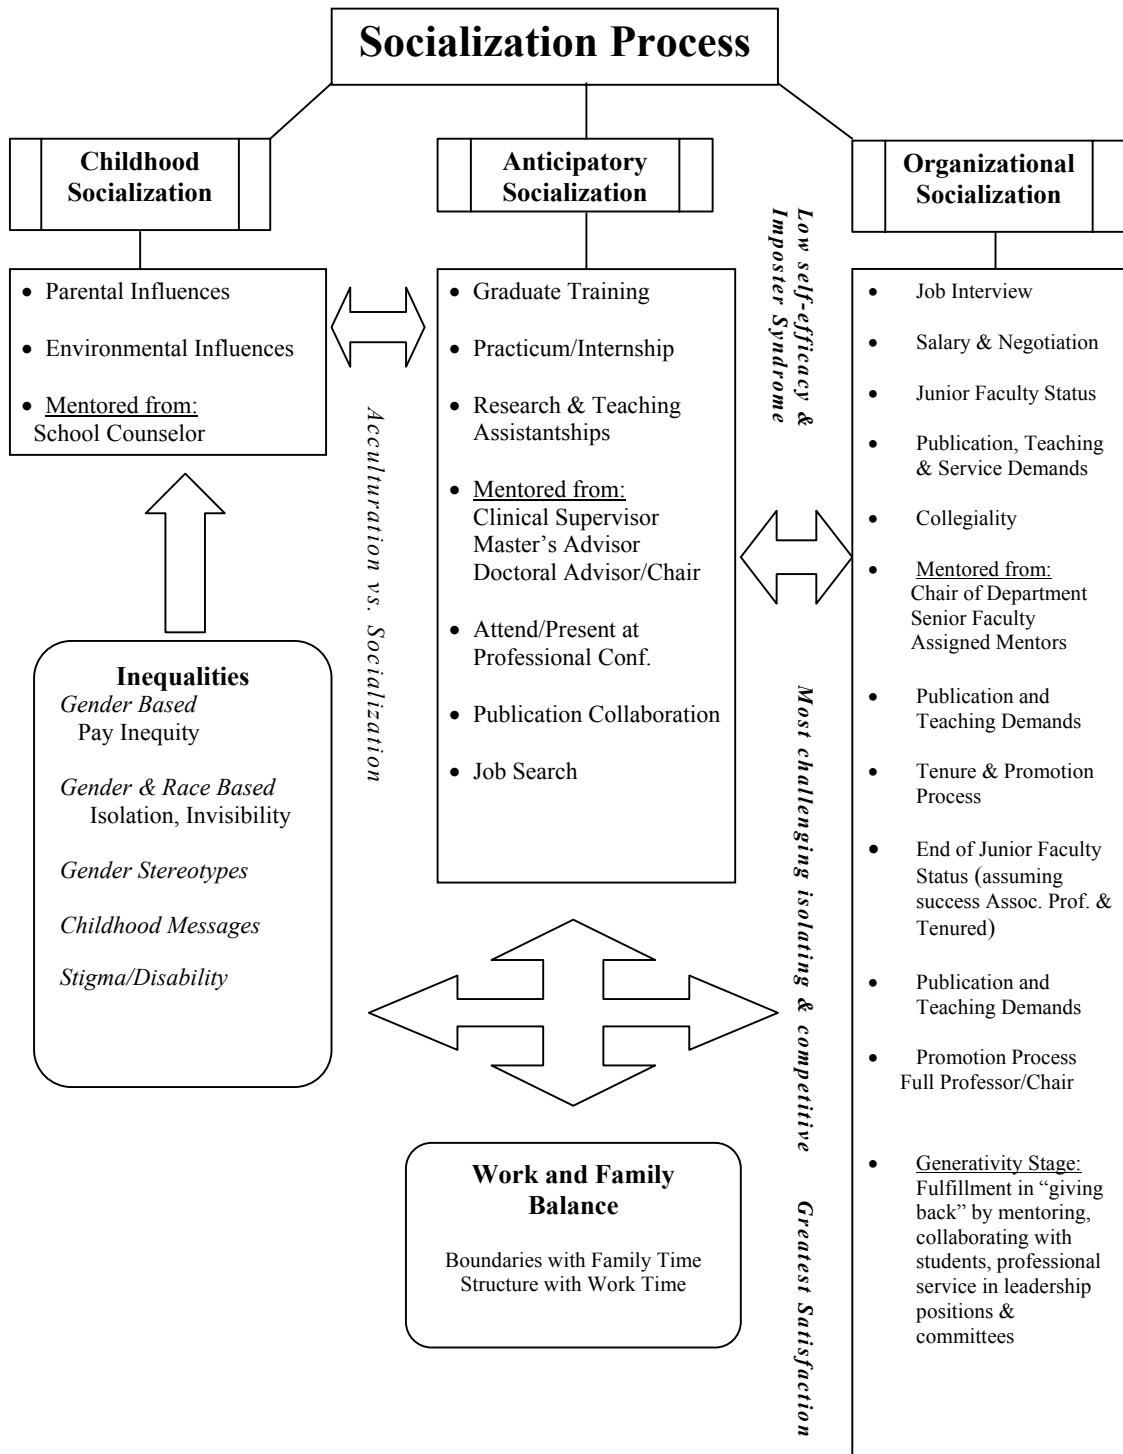 Socialization Process
Childhood
Socialization
• Parental Influences
• Environmental Influences
• Mentored from:
School Counselor
Inequalities
Gender Based
Pay Inequity
Gender & Race Based
Isolation, Invisibility
Gender Stereotypes
Childhood Messages
Stigma/Disability
Acculturation vs. Socialization
Anticipatory
Socialization
• Graduate Training
• Practicum/Internship
• Research & Teaching
Assistantships
• Mentored from:
Clinical Supervisor
Master’s Advisor
Doctoral Advisor/Chair
• Attend/Present at
Professional Conf.
• Publication Collaboration
• Job Search
Work and Family
Balance
Boundaries with Family Time
Structure with Work Time
Low self-efficacy &
Imposter Syndrome
Most challenging isolating & competitive
Greatest Satisfaction
Organizational
Socialization
• Job Interview
• Salary & Negotiation
• Junior Faculty Status
• Publication, Teaching
& Service Demands
• Collegiality
• Mentored from:
Chair of Department
Senior Faculty
Assigned Mentors
• Publication and
Teaching Demands
• Tenure & Promotion
Process
• End of Junior Faculty
Status (assuming
success Assoc. Prof. &
Tenured)
• Publication and
Teaching Demands
• Promotion Process
Full Professor/Chair
• Generativity Stage:
Fulfillment in “giving
back” by mentoring,
collaborating with
students, professional
service in leadership
positions &
committees